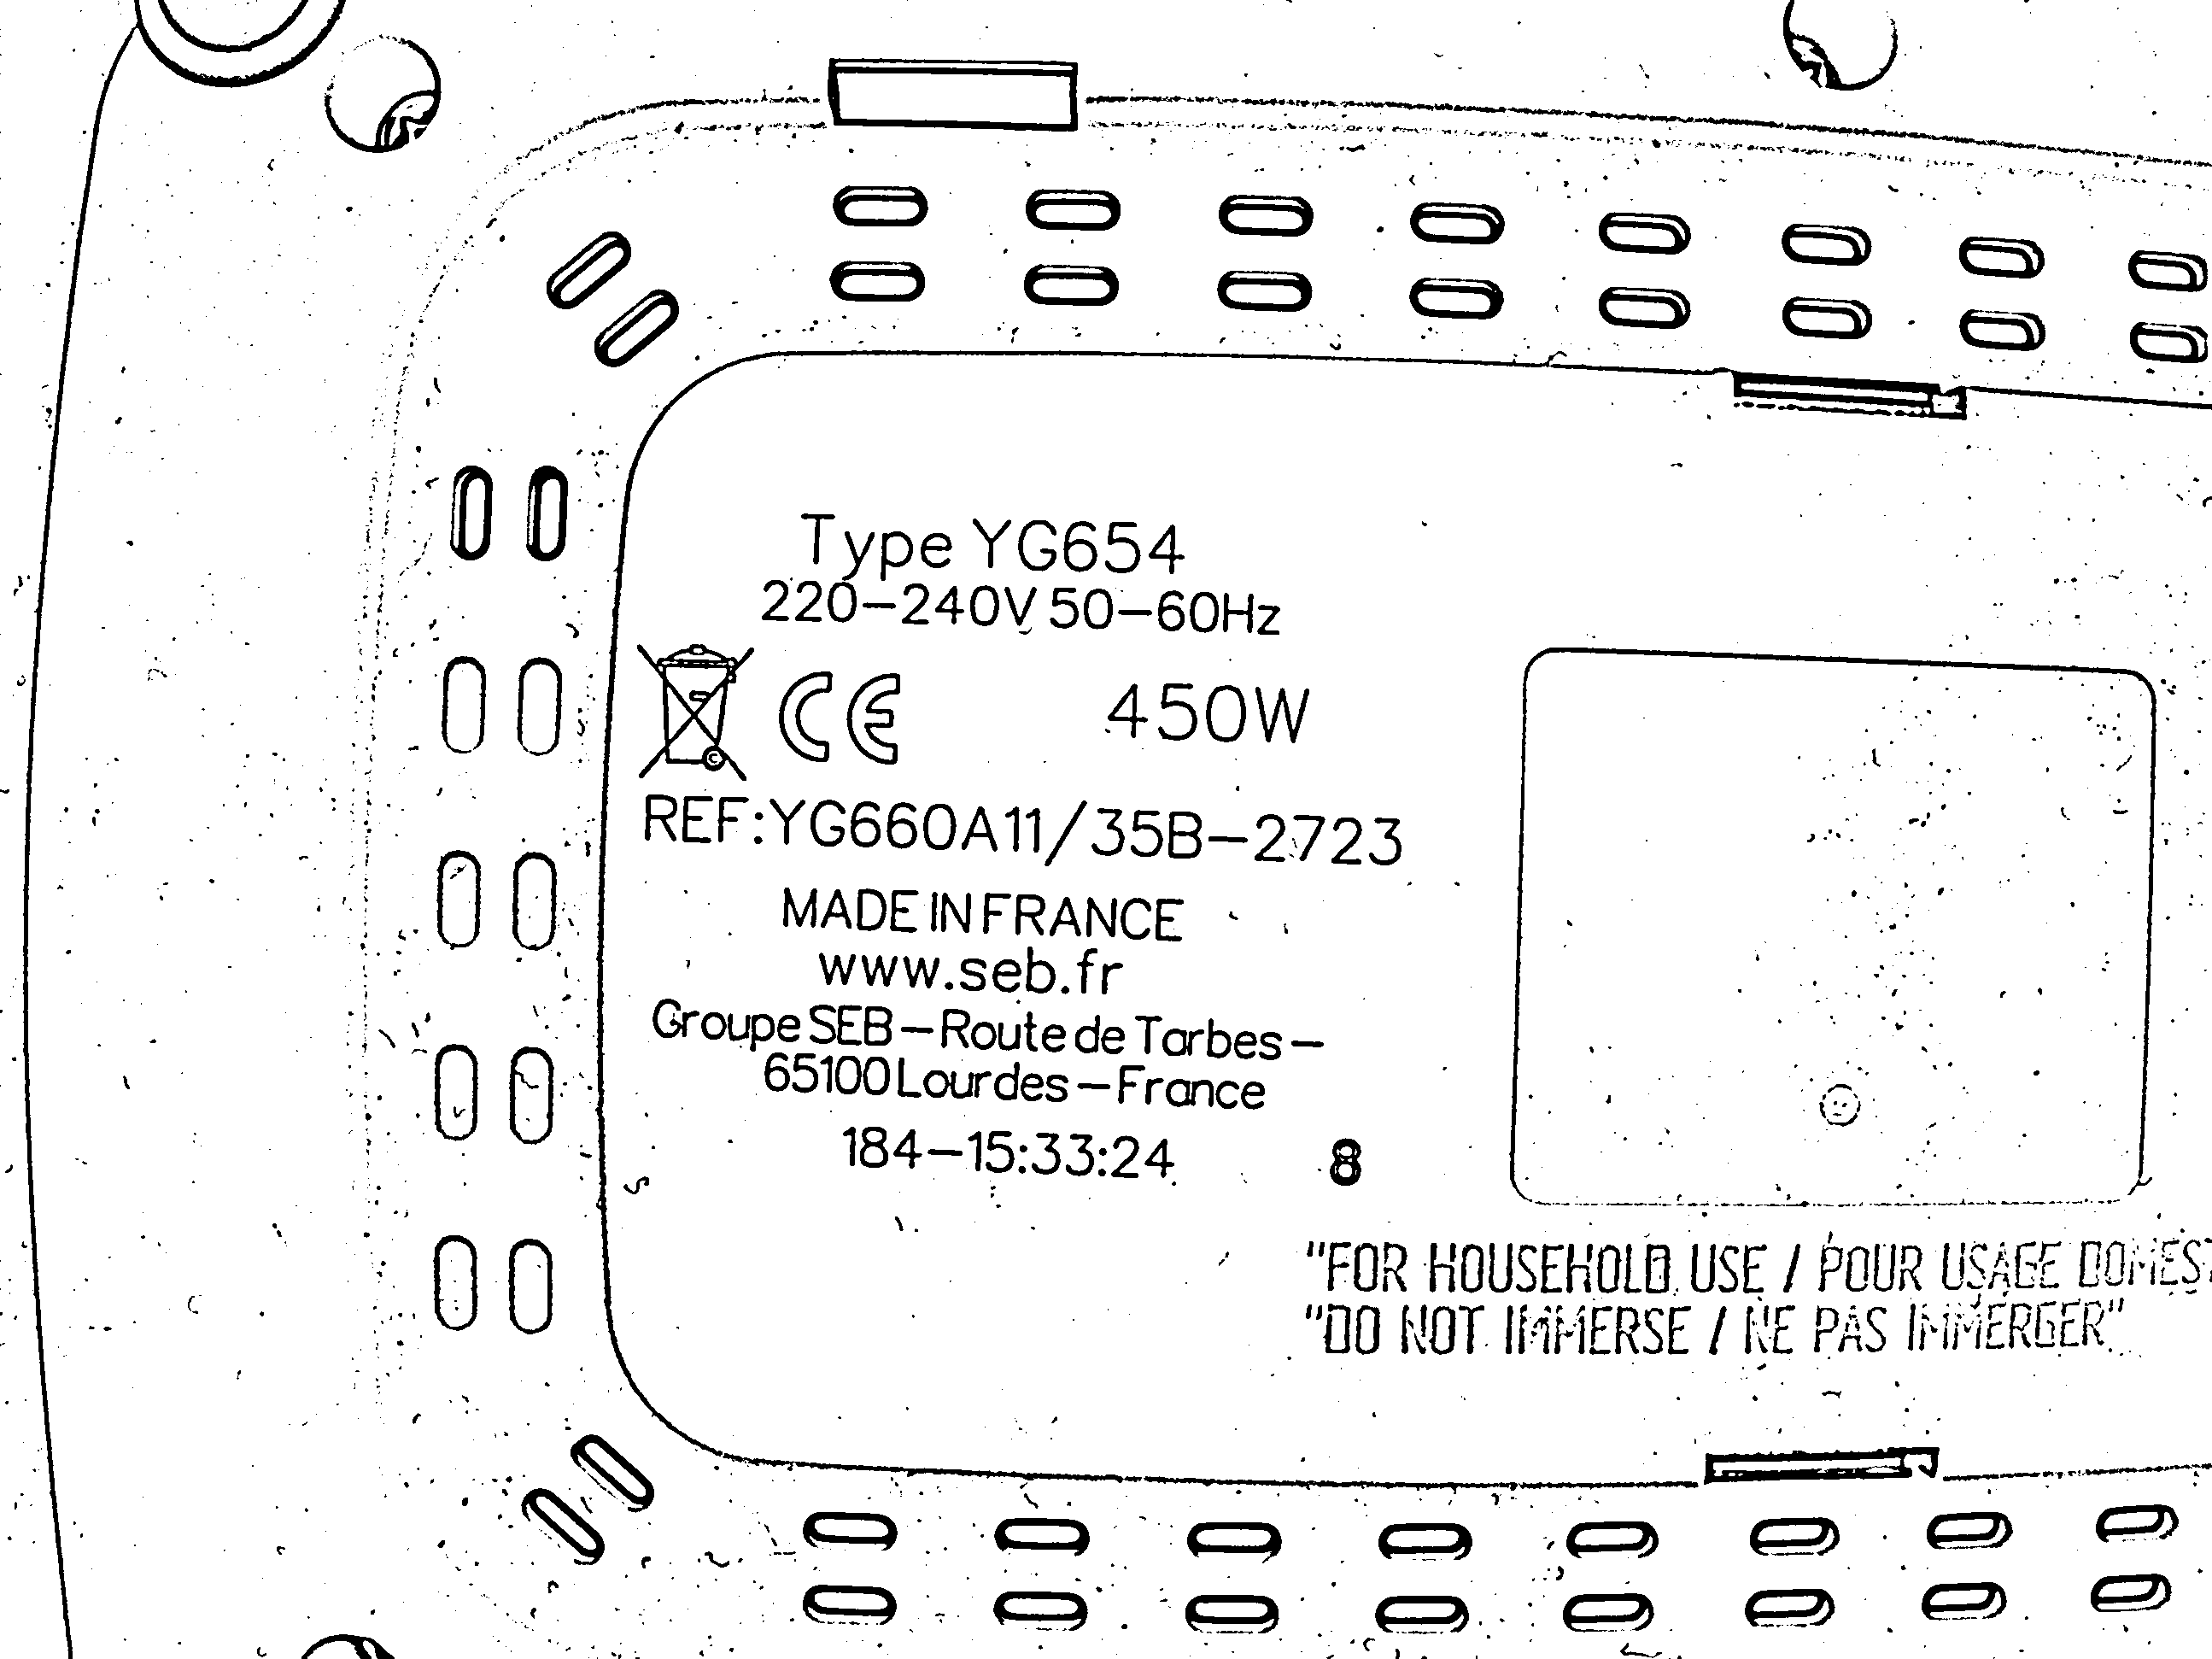 Type YG654
220-240V 50-60Hz
CE 450W
REF:YG660A11/35B-2723
MADE IN FRANCE
www.seb.fr
Groupe SEB - Route de Tarbes -
65100 Lourdes - France
184-15:33:24 8
"FOR HOUSEHOLD USE / POUR USAGE DOMEST
"DO NOT IMMERSE / NE PAS IMMERGER"